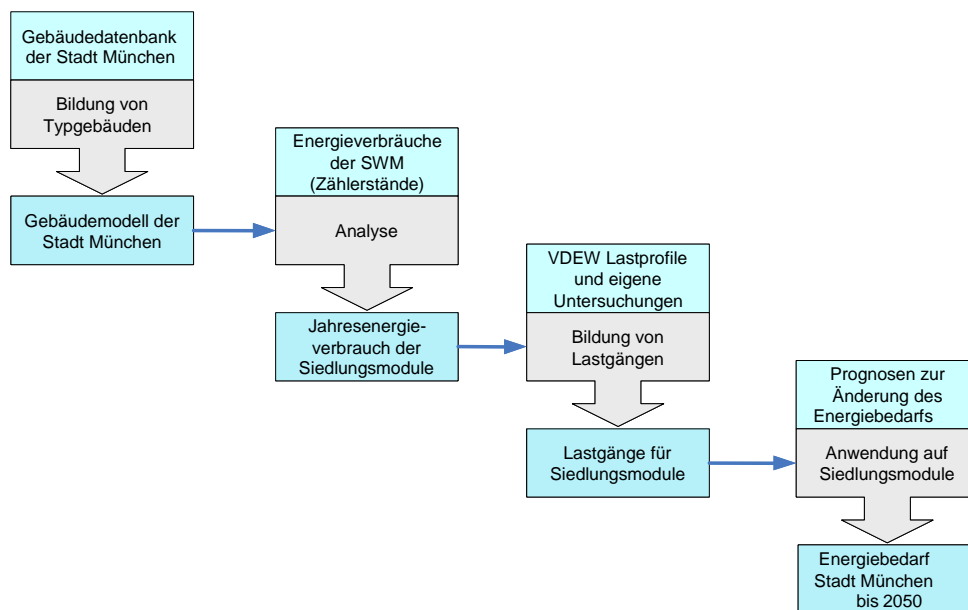 Gebäudedatenbank
der Stadt München
Bildung von
Typgebäuden
Gebäudemodell der
Stadt München
Energieverbräuche
der SWM
(Zählerstände)
Analyse
Jahresenergie-
verbrauch der
Siedlungsmodule
VDEW Lastprofile
und eigene
Untersuchungen
Bildung von
Lastgängen
Lastgänge für
Siedlungsmodule
Prognosen zur
Änderung des
Energiebedarfs
Anwendung auf
Siedlungsmodule
Energiebedarf
Stadt München
bis 2050